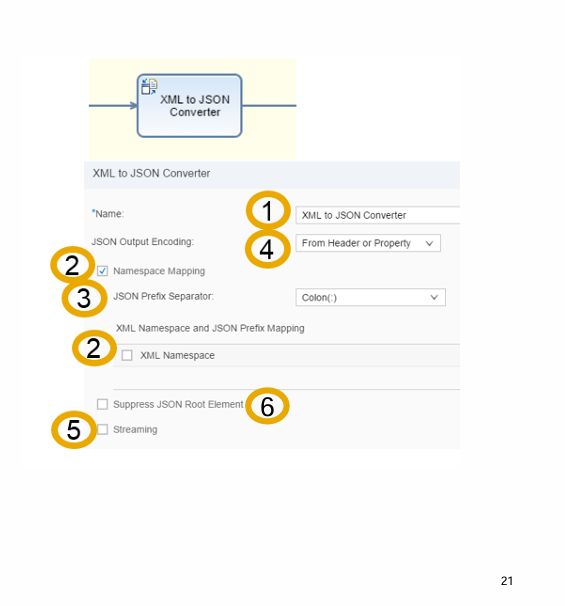 XML to JSON
Converter
XML to JSON Converter
*Name:
1
XML to JSON Converter
JSON Output Encoding:
4
From Header or Property
2
Namespace Mapping
3
JSON Prefix Separator:
Colon(:)
XML Namespace and JSON Prefix Mapping
2
XML Namespace
Suppress JSON Root Element
6
5
Streaming
21